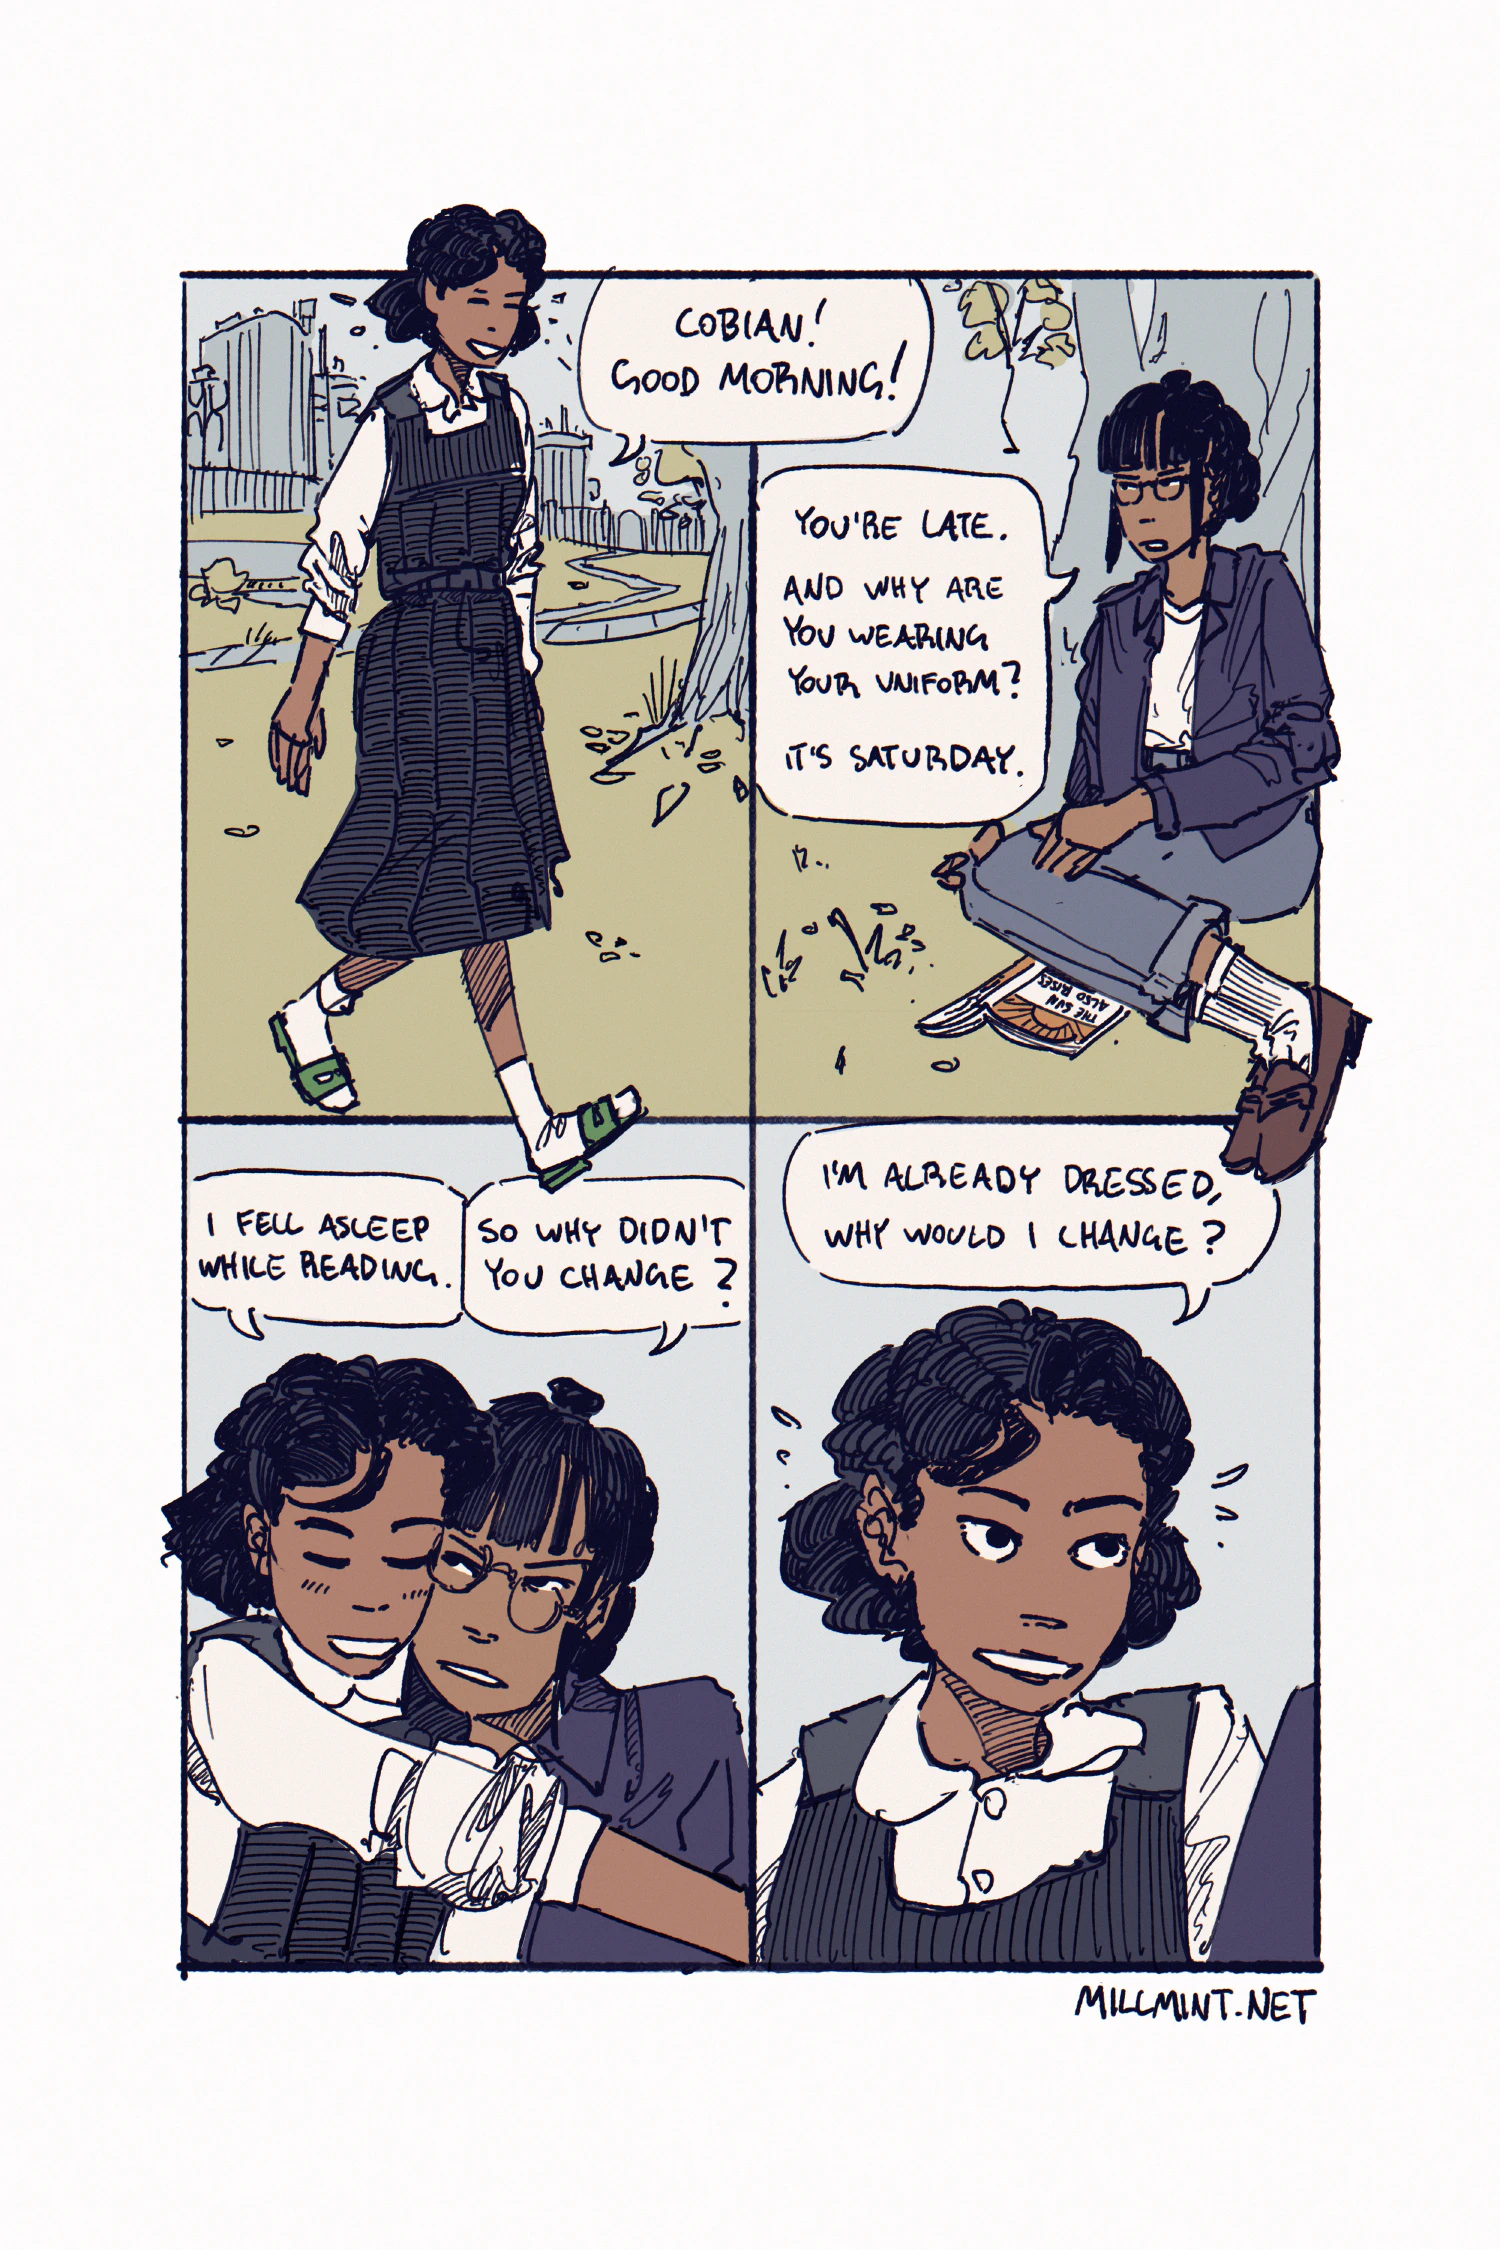 COBIAN!
GOOD MORNING!
YOU'RE LATE.
AND WHY ARE
YOU WEARING
YOUR UNIFORM?
IT'S SATURDAY.
THE SUN
ALSO RISES
I FELL ASLEEP
WHILE READING.
SO WHY DIDN'T
YOU CHANGE?
I'M ALREADY DRESSED,
WHY WOULD I CHANGE?
MILLMINT.NET